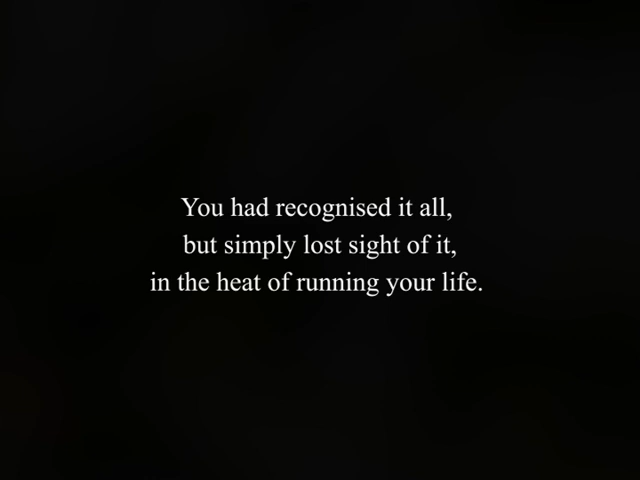 You had recognised it all,
but simply lost sight of it,
in the heat of running your life.